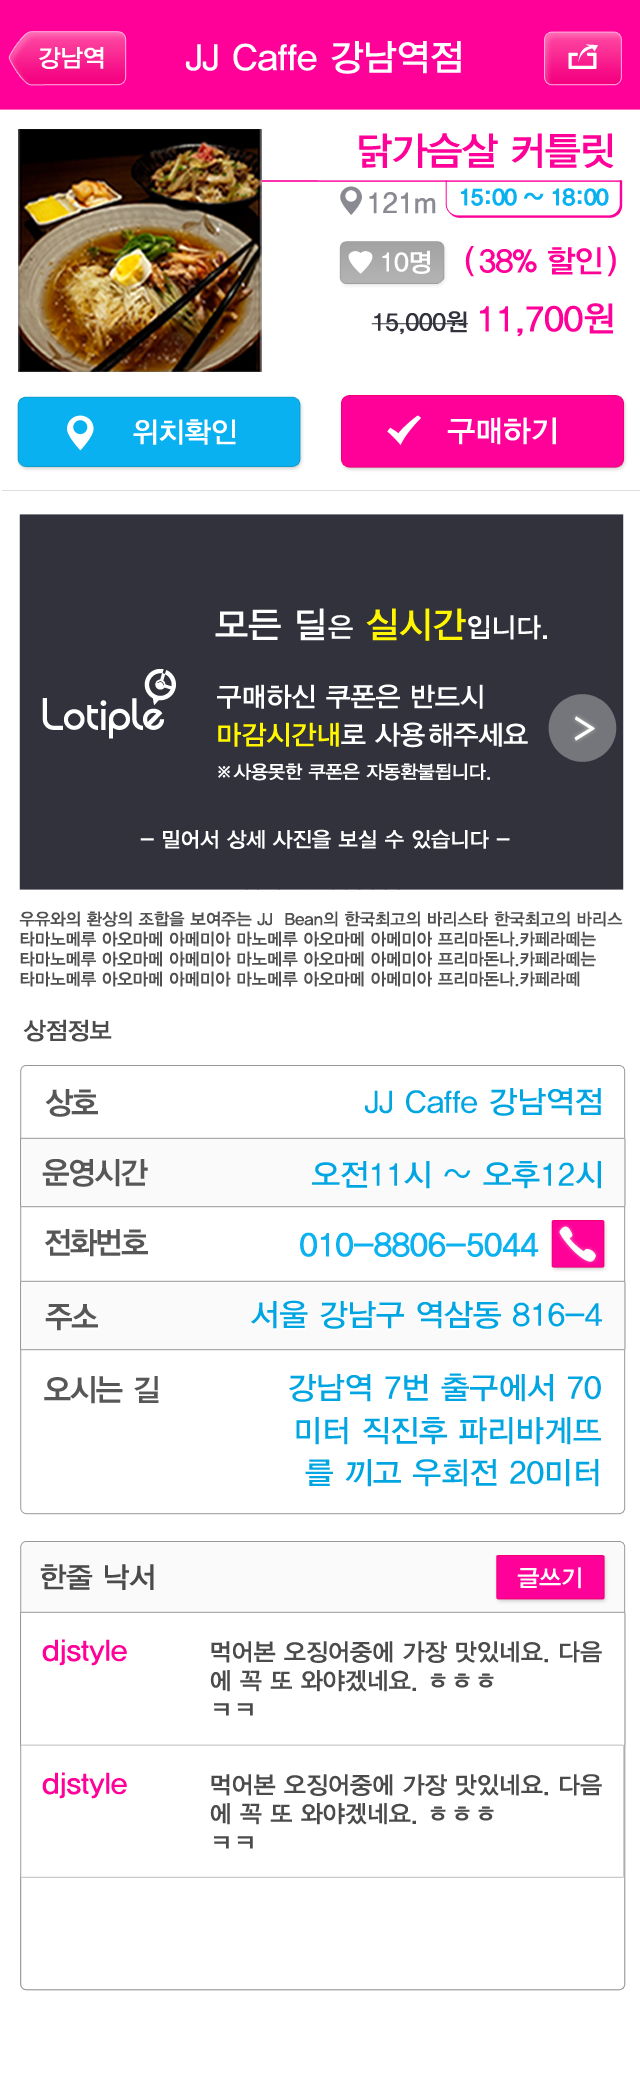 강남역
JJ Caffe 강남역점
닭가슴살 커틀릿
121m
15:00 ~ 18:00
10명
(38% 할인)
15,000원 11,700원
위치확인
구매하기
모든 딜은 실시간입니다.
Lotiple
구매하신 쿠폰은 반드시
마감시간내로 사용해주세요
>
※사용못한 쿠폰은 자동환불됩니다.
– 밀어서 상세 사진을 보실 수 있습니다 –
우유와의 환상의 조합을 보여주는 JJ Bean의 한국최고의 바리스타 한국최고의 바리스
타마노메루 아오마메 아메미아 마노메루 아오마메 아메미아 프리마돈나.카페라떼는
타마노메루 아오마메 아메미아 마노메루 아오마메 아메미아 프리마돈나.카페라떼는
타마노메루 아오마메 아메미아 마노메루 아오마메 아메미아 프리마돈나.카페라떼
상점정보
상호
JJ Caffe 강남역점
운영시간
오전11시 ~ 오후12시
전화번호
010-8806-5044
주소
서울 강남구 역삼동 816-4
오시는 길
강남역 7번 출구에서 70
미터 직진후 파리바게뜨
를 끼고 우회전 20미터
한줄 낙서
글쓰기
djstyle
먹어본 오징어중에 가장 맛있네요. 다음
에 꼭 또 와야겠네요. ㅎㅎㅎ
ㅋㅋ
djstyle
먹어본 오징어중에 가장 맛있네요. 다음
에 꼭 또 와야겠네요. ㅎㅎㅎ
ㅋㅋ